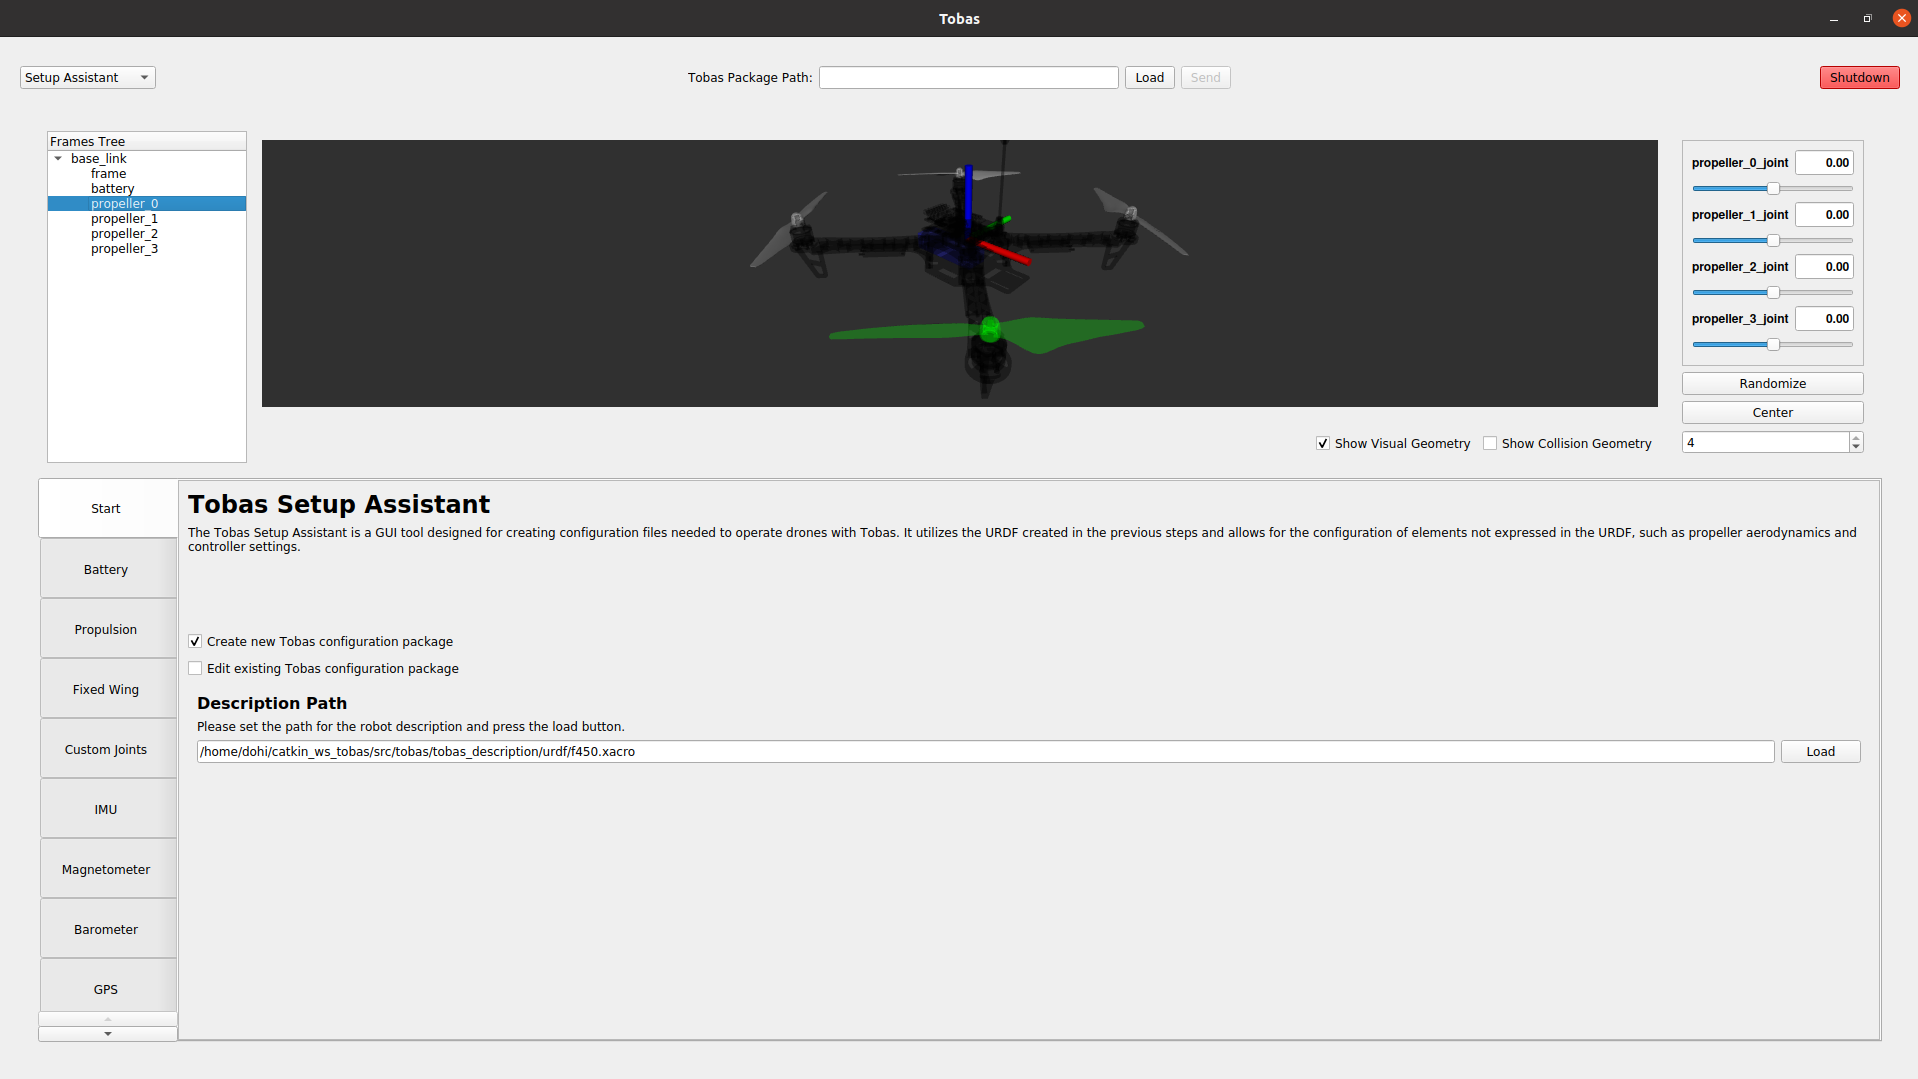 Tobas
Setup Assistant
Tobas Package Path:
Load
Send
Shutdown
Frames Tree
base_link
frame
battery
propeller_0
propeller_1
propeller_2
propeller_3
propeller_0_joint 0.00
propeller_1_joint 0.00
propeller_2_joint 0.00
propeller_3_joint 0.00
Randomize
Center
4
Show Visual Geometry
Show Collision Geometry
Start
Battery
Propulsion
Fixed Wing
Custom Joints
IMU
Magnetometer
Barometer
GPS
Tobas Setup Assistant
The Tobas Setup Assistant is a GUI tool designed for creating configuration files needed to operate drones with Tobas. It utilizes the URDF created in the previous steps and allows for the configuration of elements not expressed in the URDF, such as propeller aerodynamics and
controller settings.
Create new Tobas configuration package
Edit existing Tobas configuration package
Description Path
Please set the path for the robot description and press the load button.
/home/dohi/catkin_ws_tobas/src/tobas/tobas_description/urdf/f450.xacro
Load